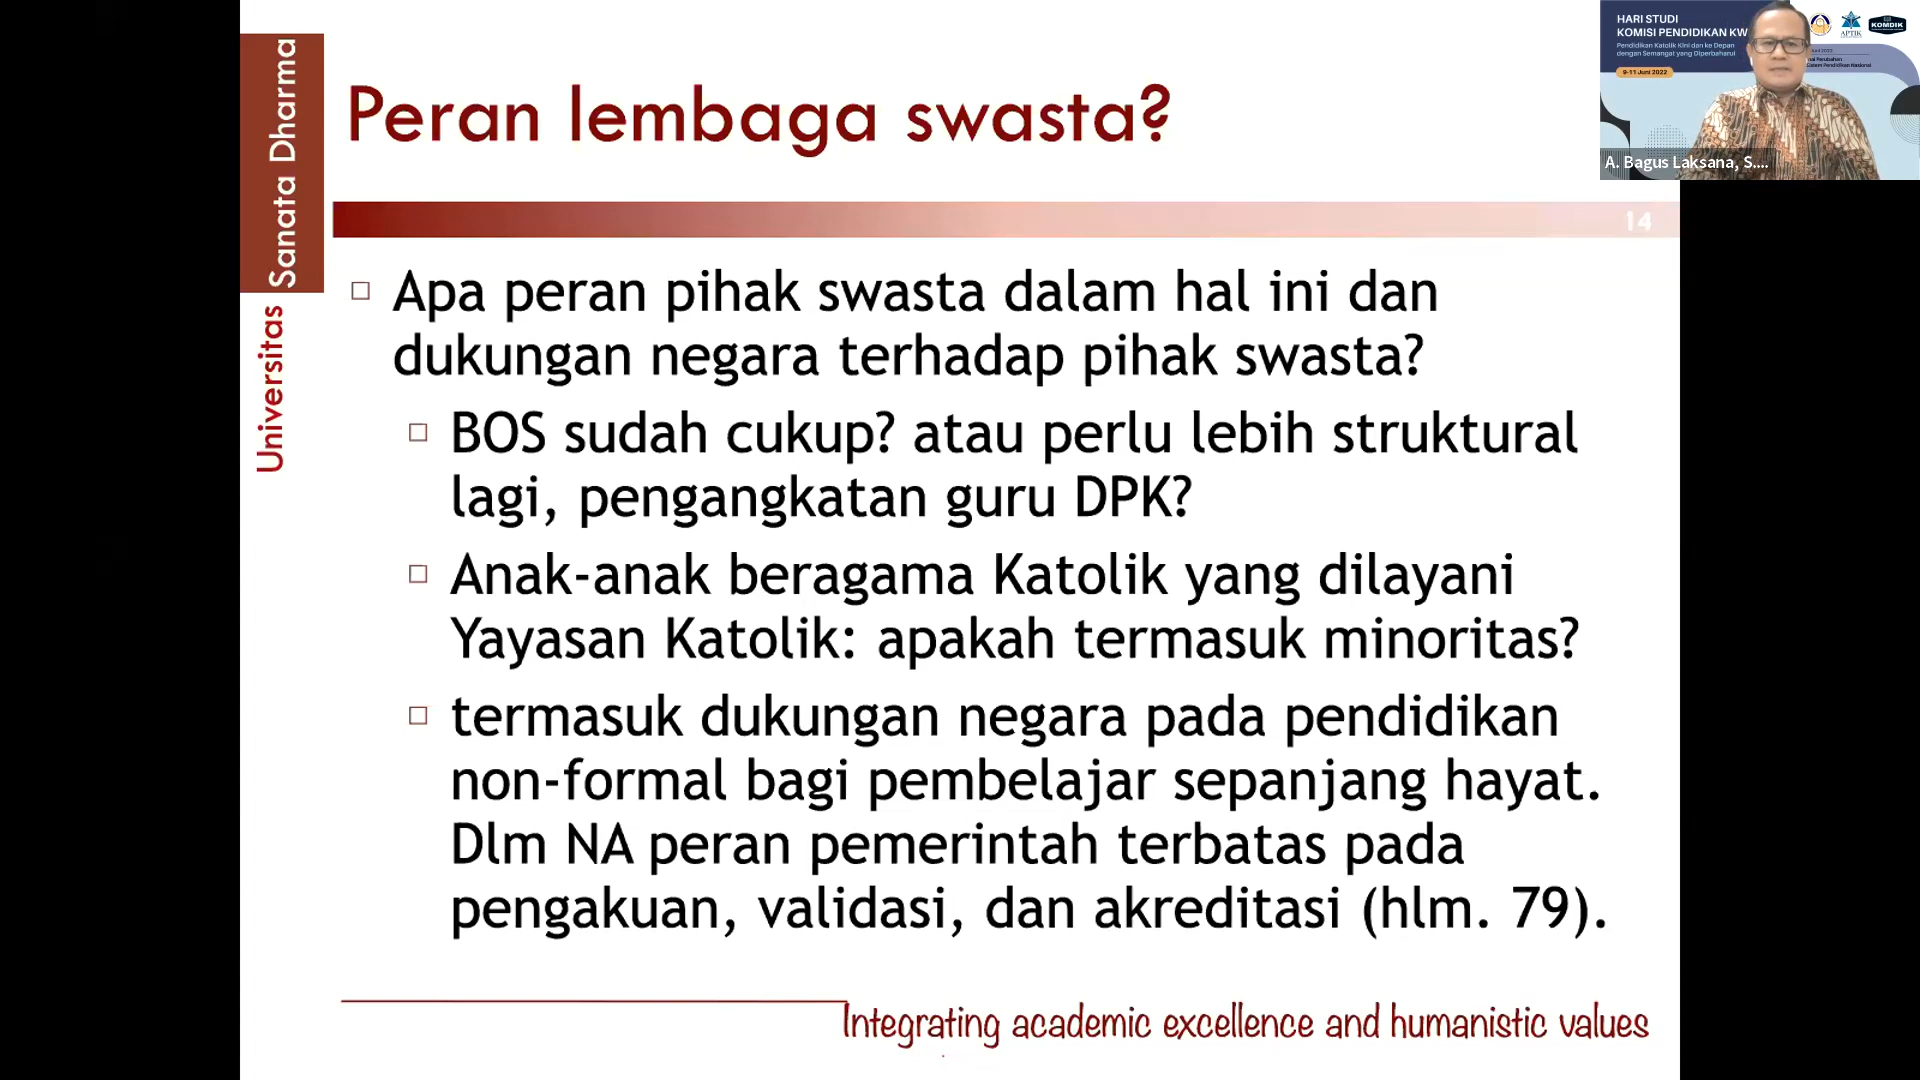 Universitas Sanata Dharma
Peran lembaga swasta?
14
Apa peran pihak swasta dalam hal ini dan
dukungan negara terhadap pihak swasta?
BOS sudah cukup? atau perlu lebih struktural
lagi, pengangkatan guru DPK?
Anak-anak beragama Katolik yang dilayani
Yayasan Katolik: apakah termasuk minoritas?
termasuk dukungan negara pada pendidikan
non-formal bagi pembelajar sepanjang hayat.
Dlm NA peran pemerintah terbatas pada
pengakuan, validasi, dan akreditasi (hlm. 79).
Integrating academic excellence and humanistic values
HARI STUDI
KOMISI PENDIDIKAN KW
Pendidikan Katolik Kini dan ke Depan
dengan Semangat yang Diperbaharui
9-11 Juni 2022
APTIK
KOMDIK
Sistem Pendidikan Nasional
A. Bagus Laksana, S....